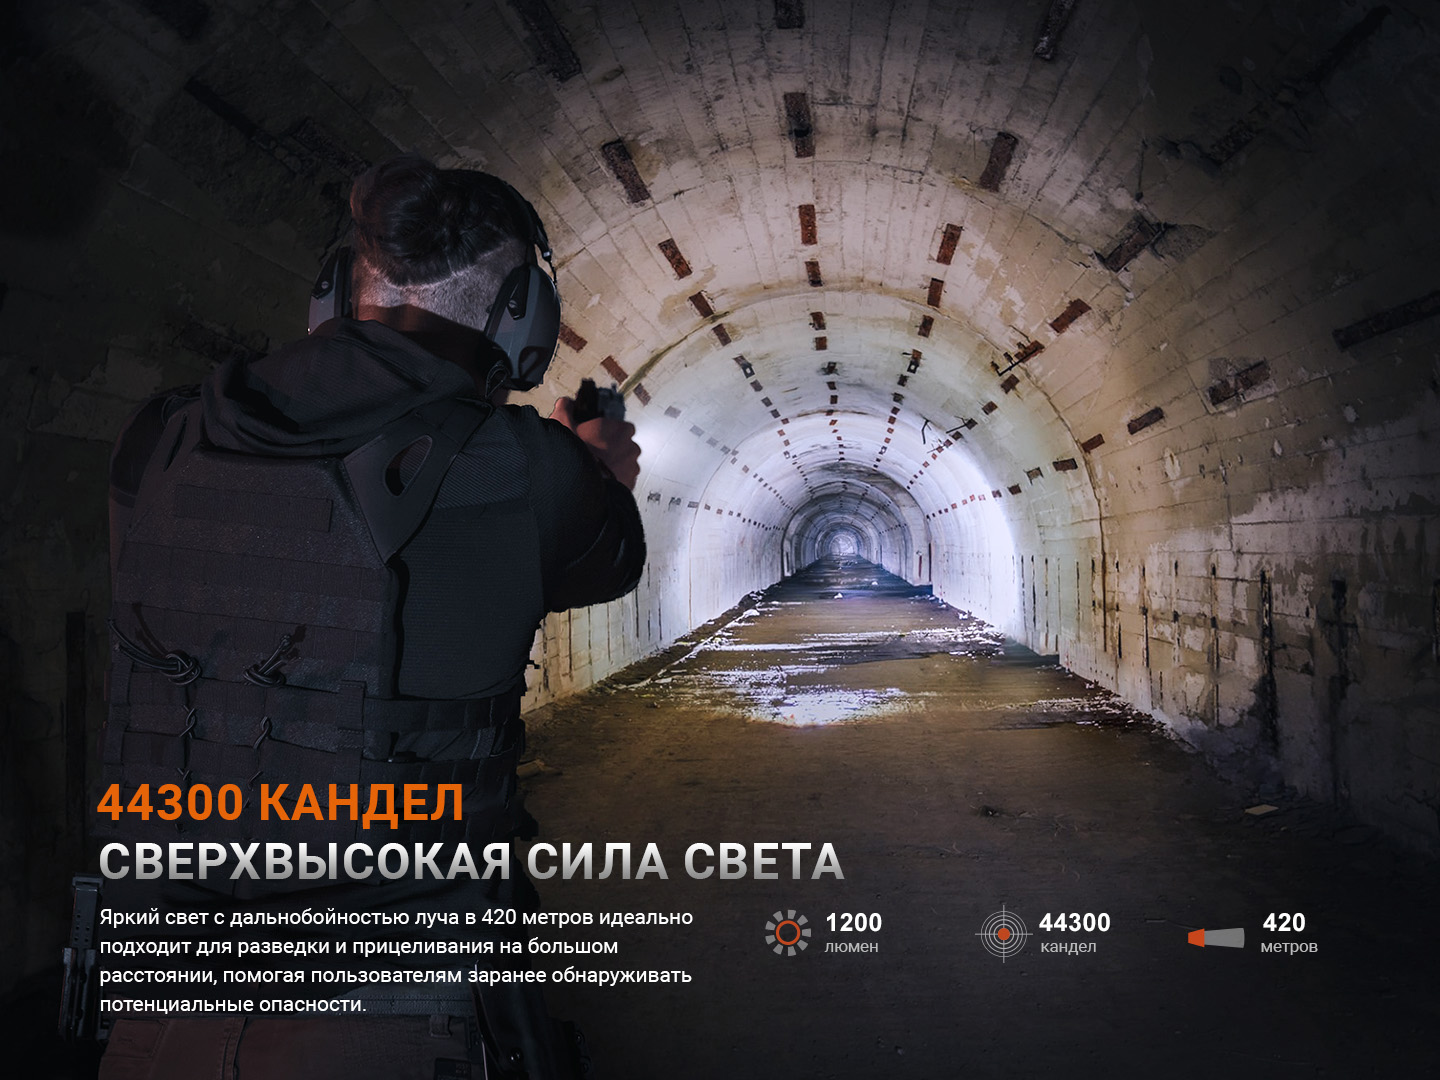 44300 КАНДЕЛ
СВЕРХВЫСОКАЯ СИЛА СВЕТА
Яркий свет с дальнобойностью луча в 420 метров идеально
подходит для разведки и прицеливания на большом
расстоянии, помогая пользователям заранее обнаруживать
потенциальные опасности.
1200
люмен
44300
кандел
420
метров